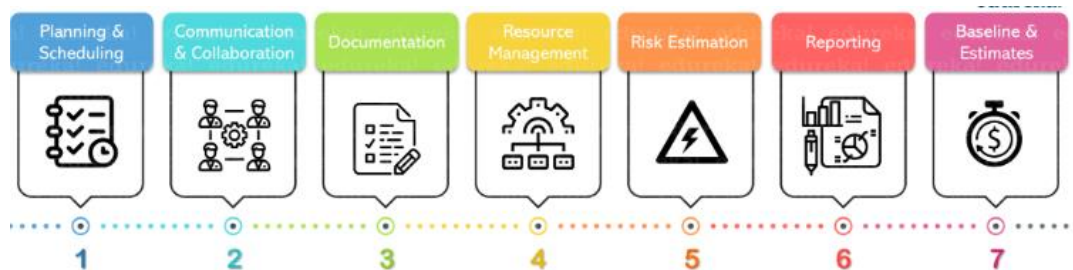 Planning &
Scheduling
Communication
& Collaboration
Documentation
Resource
Management
Risk Estimation
Reporting
Baseline &
Estimates
$
1
2
3
4
5
6
7